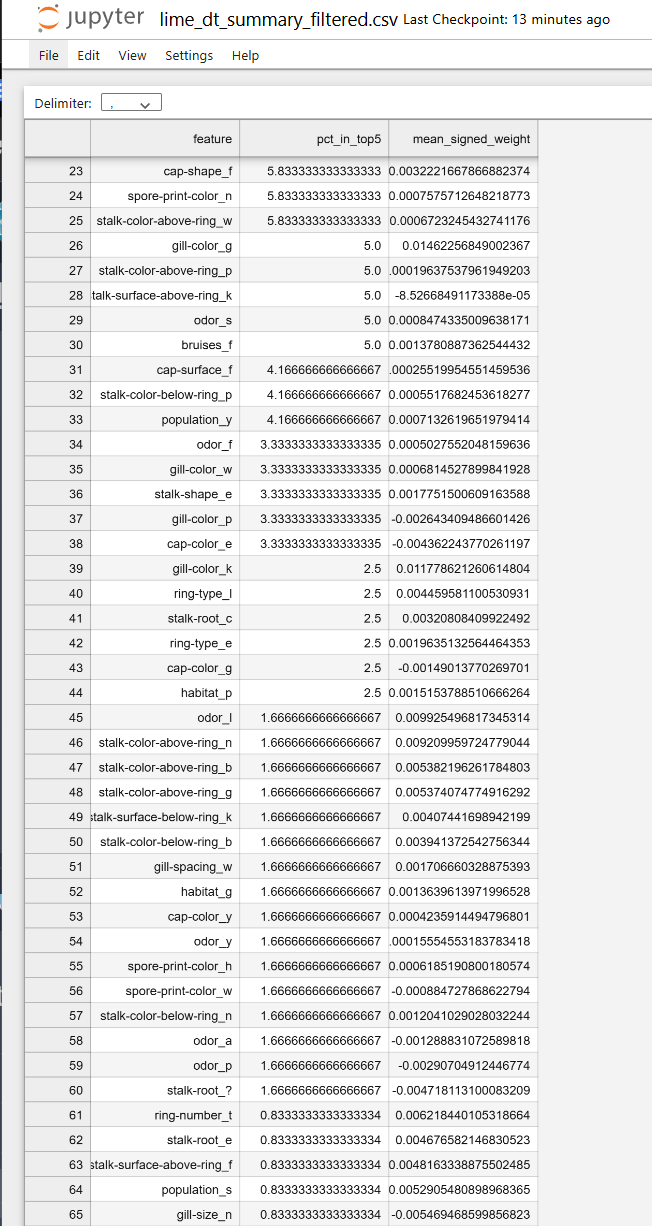 jupyter lime_dt_summary_filtered.csv Last Checkpoint: 13 minutes ago
File Edit View Settings Help
Delimiter: ,
feature pct_in_top5 mean_signed_weight
23 cap-shape_f 5.833333333333333 0.0032221667866882374
24 spore-print-color_n 5.833333333333333 0.0007575712648218773
25 stalk-color-above-ring_w 5.833333333333333 0.0006723245432741176
26 gill-color_g 5.0 0.01462256849002367
27 stalk-color-above-ring_p 5.0 .00019637537961949203
28 talk-surface-above-ring_k 5.0 -8.52668491173388e-05
29 odor_s 5.0 0.0008474335009638171
30 bruises_f 5.0 0.0013780887362544432
31 cap-surface_f 4.166666666666667 .00025519954551459536
32 stalk-color-below-ring_p 4.166666666666667 0.0005517682453618277
33 population_y 4.166666666666667 0.0007132619651979414
34 odor_f 3.3333333333333335 0.0005027552048159636
35 gill-color_w 3.3333333333333335 0.0006814527899841928
36 stalk-shape_e 3.3333333333333335 0.0017751500609163588
37 gill-color_p 3.3333333333333335 -0.002643409486601426
38 cap-color_e 3.3333333333333335 -0.004362243770261197
39 gill-color_k 2.5 0.011778621260614804
40 ring-type_l 2.5 0.004459581100530931
41 stalk-root_c 2.5 0.00320808409922492
42 ring-type_e 2.5 0.0019635132564464353
43 cap-color_g 2.5 -0.00149013770269701
44 habitat_p 2.5 0.0015153788510666264
45 odor_l 1.6666666666666667 0.009925496817345314
46 stalk-color-above-ring_n 1.6666666666666667 0.009209959724779044
47 stalk-color-above-ring_b 1.6666666666666667 0.005382196261784803
48 stalk-color-above-ring_g 1.6666666666666667 0.005374074774916292
49 stalk-surface-below-ring_k 1.6666666666666667 0.00407441698942199
50 stalk-color-below-ring_b 1.6666666666666667 0.003941372542756344
51 gill-spacing_w 1.6666666666666667 0.001706660328875393
52 habitat_g 1.6666666666666667 0.0013639613971996528
53 cap-color_y 1.6666666666666667 0.0004235914494796801
54 odor_y 1.6666666666666667 .00015554553183783418
55 spore-print-color_h 1.6666666666666667 0.0006185190800180574
56 spore-print-color_w 1.6666666666666667 -0.000884727868622794
57 stalk-color-below-ring_n 1.6666666666666667 0.0012041029028032244
58 odor_a 1.6666666666666667 -0.001288831072589818
59 odor_p 1.6666666666666667 -0.00290704912446774
60 stalk-root_? 1.6666666666666667 -0.004718113100083209
61 ring-number_t 0.8333333333333334 0.006218440105318664
62 stalk-root_e 0.8333333333333334 0.004676582146830523
63 stalk-surface-above-ring_f 0.8333333333333334 0.0048163338875502485
64 population_s 0.8333333333333334 0.0052905480898968365
65 gill-size_n 0.8333333333333334 -0.005469468599856823